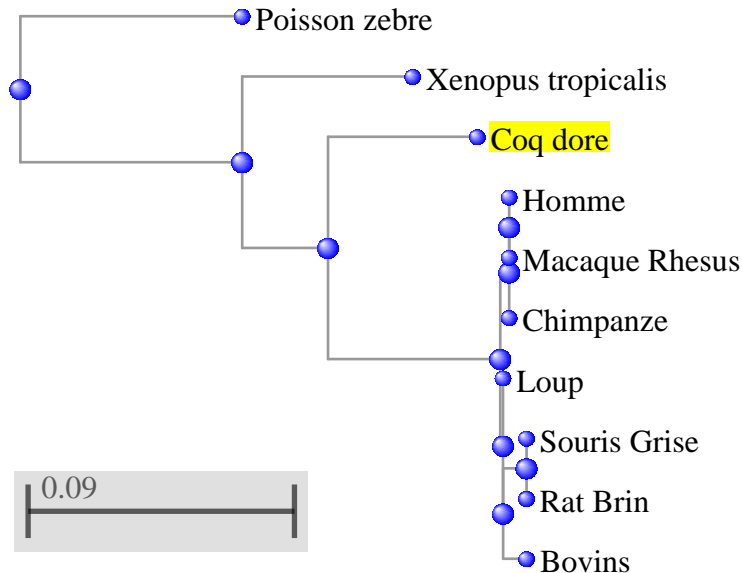 Poisson zebre
Xenopus tropicalis
Coq dore
Homme
Macaque Rhesus
Chimpanze
Loup
Souris Grise
Rat Brin
Bovins
0.09